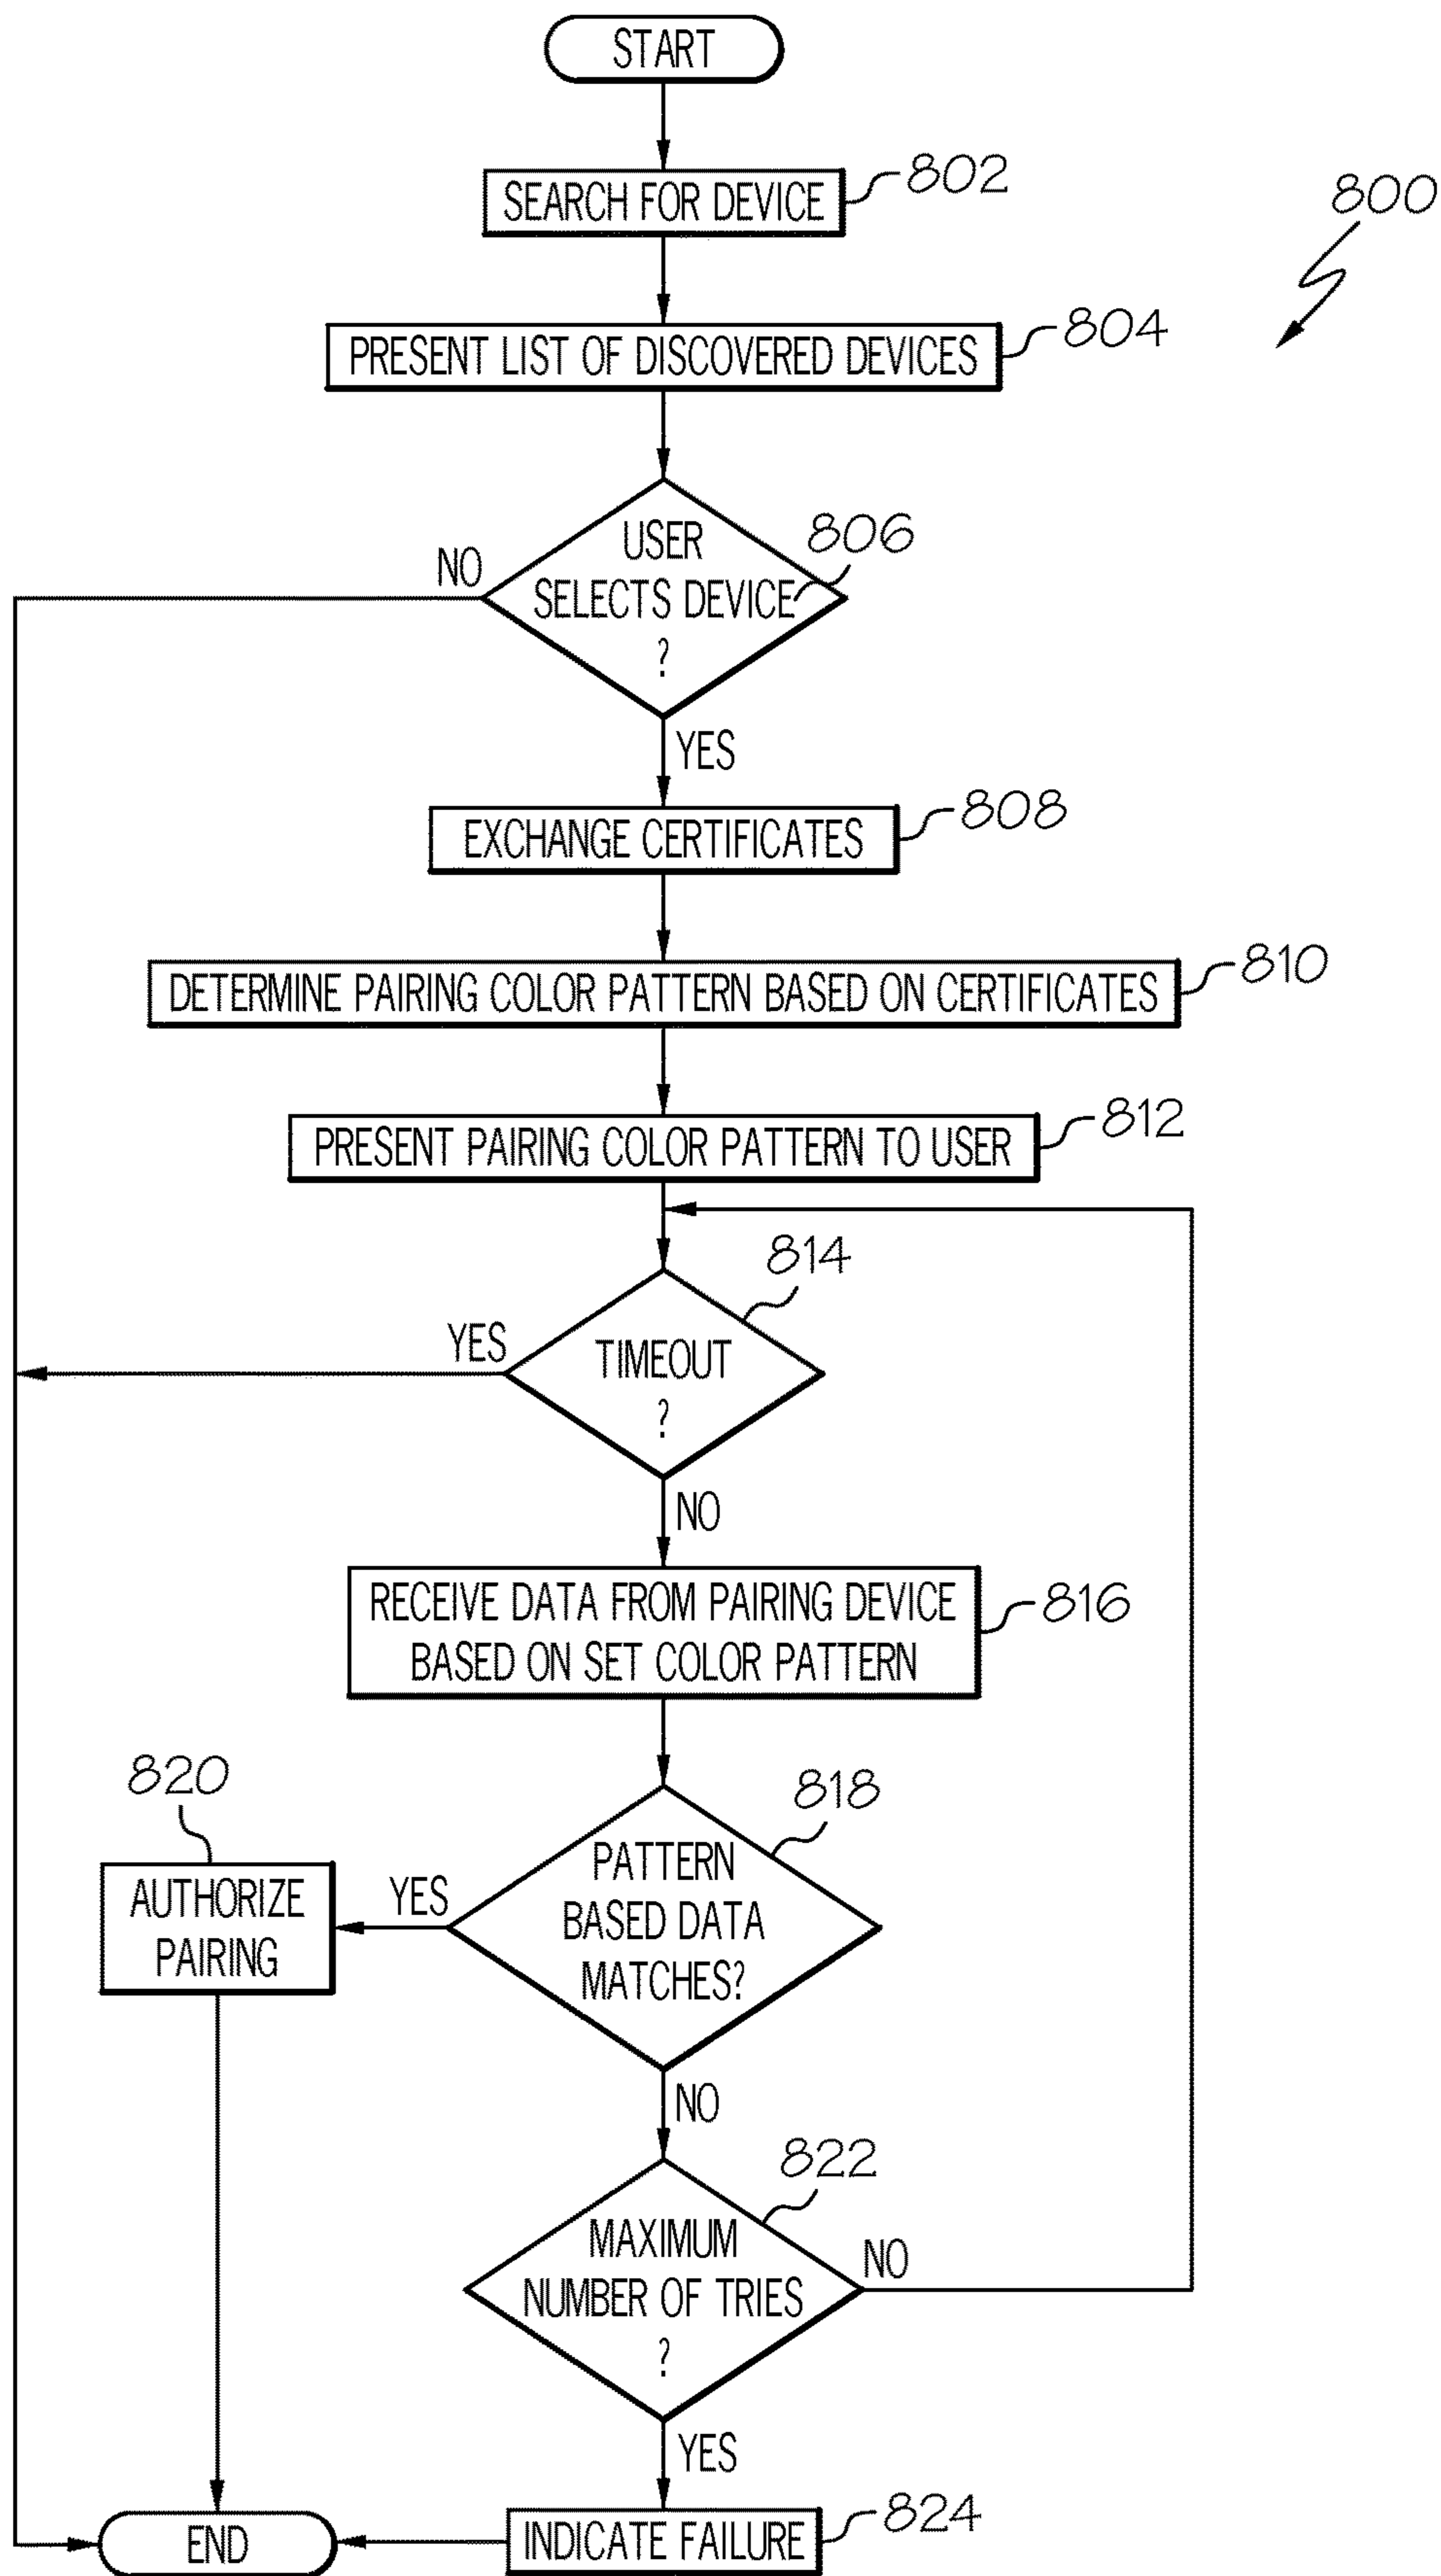 START
SEARCH FOR DEVICE
802
800
PRESENT LIST OF DISCOVERED DEVICES
804
USER
SELECTS DEVICE
?
806
NO
YES
EXCHANGE CERTIFICATES
808
DETERMINE PAIRING COLOR PATTERN BASED ON CERTIFICATES
810
PRESENT PAIRING COLOR PATTERN TO USER
812
814
YES
TIMEOUT
?
NO
RECEIVE DATA FROM PAIRING DEVICE
BASED ON SET COLOR PATTERN
816
820
AUTHORIZE
PAIRING
YES
818
PATTERN
BASED DATA
MATCHES?
NO
822
MAXIMUM
NUMBER OF TRIES
?
NO
YES
END
INDICATE FAILURE
824